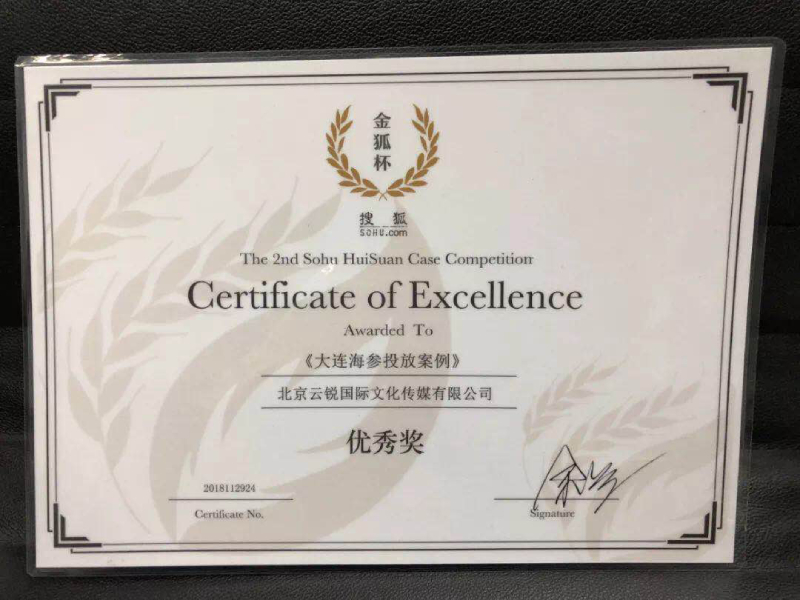 金狐杯
搜狐
SOHU.com
The 2nd Sohu HuiSuan Case Competition
Certificate of Excellence
Awarded To
《大连海参投放案例》
北京云锐国际文化传媒有限公司
优秀奖
2018112924
Certificate No.
Signature